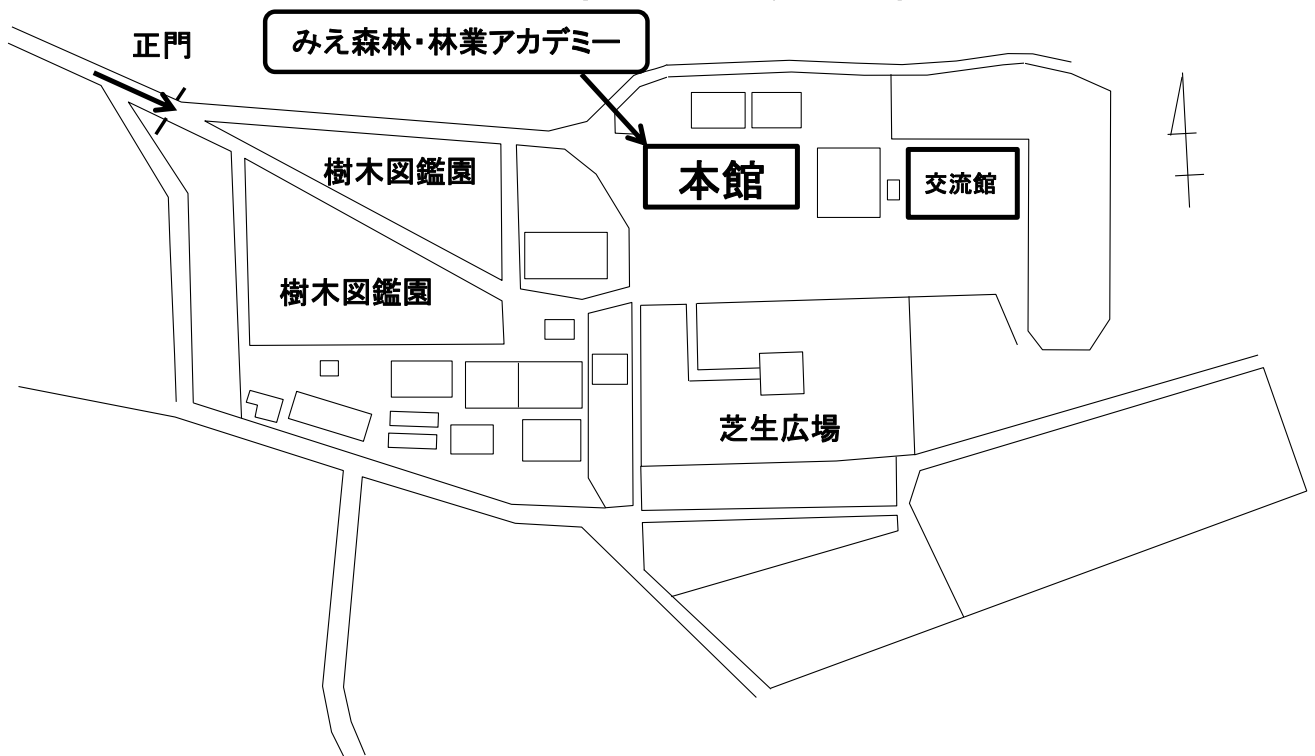 正門
みえ森林・林業アカデミー
樹木図鑑園
本館
交流館
樹木図鑑園
芝生広場